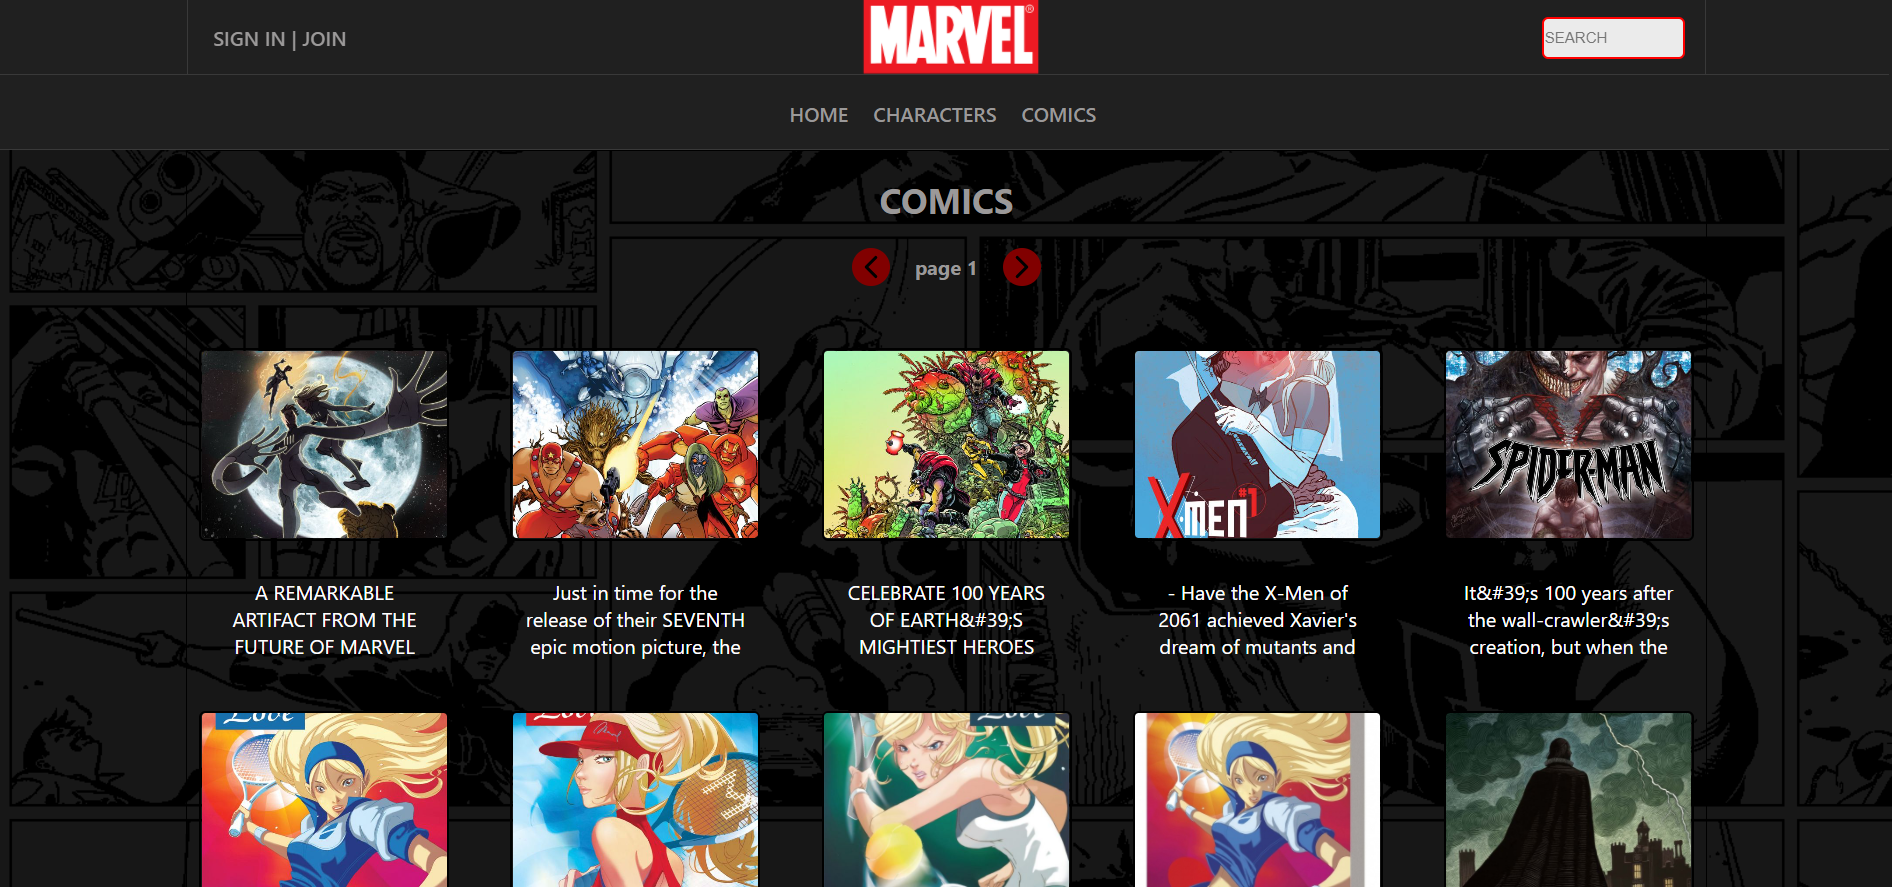 SIGN IN | JOIN
MARVEL®
SEARCH
HOME CHARACTERS COMICS
COMICS
page 1
X-MEN #1
SPIDER-MAN
A REMARKABLE
ARTIFACT FROM THE
FUTURE OF MARVEL
Just in time for the
release of their SEVENTH
epic motion picture, the
CELEBRATE 100 YEARS
OF EARTH&#39;S
MIGHTIEST HEROES
- Have the X-Men of
2061 achieved Xavier's
dream of mutants and
It&#39;s 100 years after
the wall-crawler&#39;s
creation, but when the
Love
Love
Love